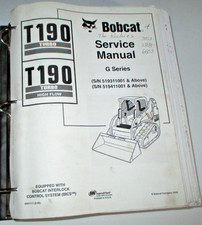 T190
TURBO
T190
TURBO
HIGH FLOW
Bobcat
Service
Manual
G Series
(S/N 519311001 & Above)
(S/N 519411001 & Above)
EQUIPPED WITH
BOBCAT INTERLOCK
CONTROL SYSTEM (BICS™)